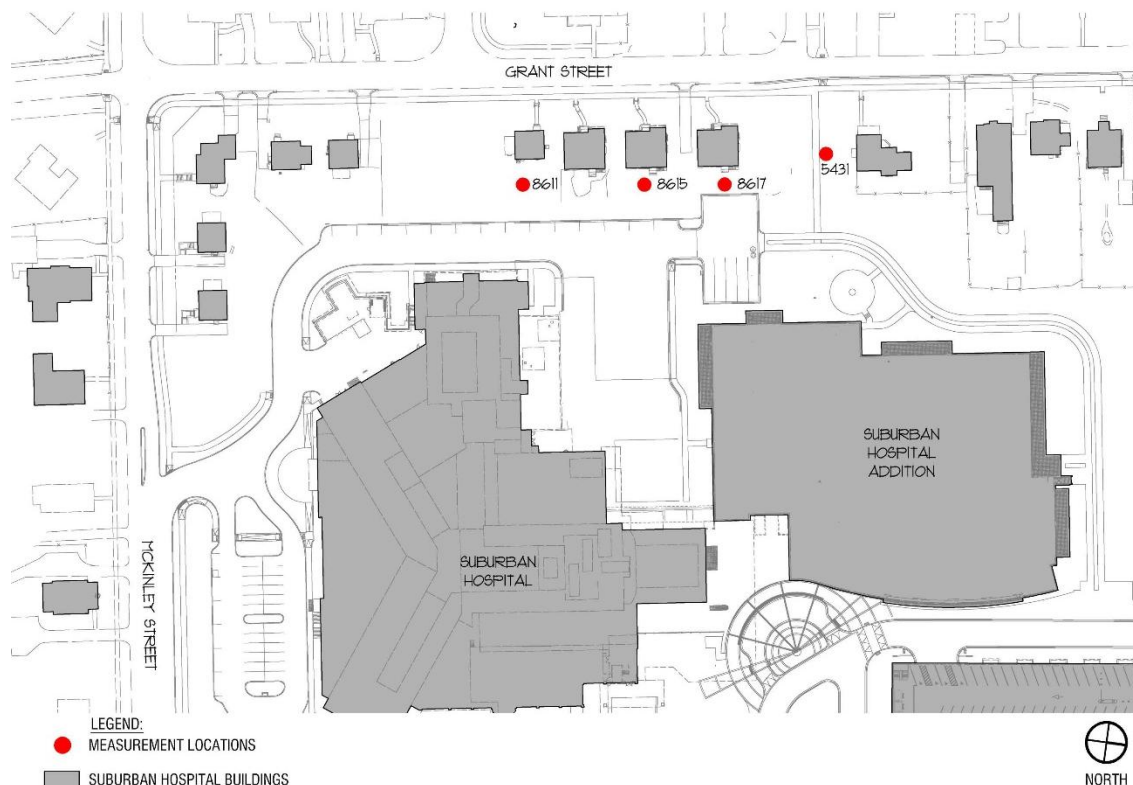 GRANT STREET
8611
8615
8617
5431
SUBURBAN
HOSPITAL
ADDITION
SUBURBAN
HOSPITAL
MCKINLEY STREET
LEGEND:
MEASUREMENT LOCATIONS
SUBURBAN HOSPITAL BUILDINGS
NORTH